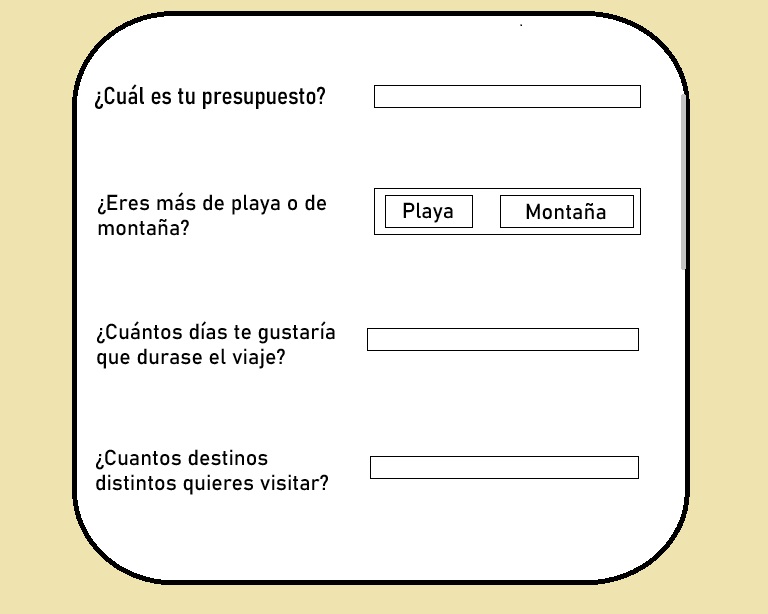 ¿Cuál es tu presupuesto?
¿Eres más de playa o de
montaña?
Playa
Montaña
¿Cuántos días te gustaría
que durase el viaje?
¿Cuantos destinos
distintos quieres visitar?